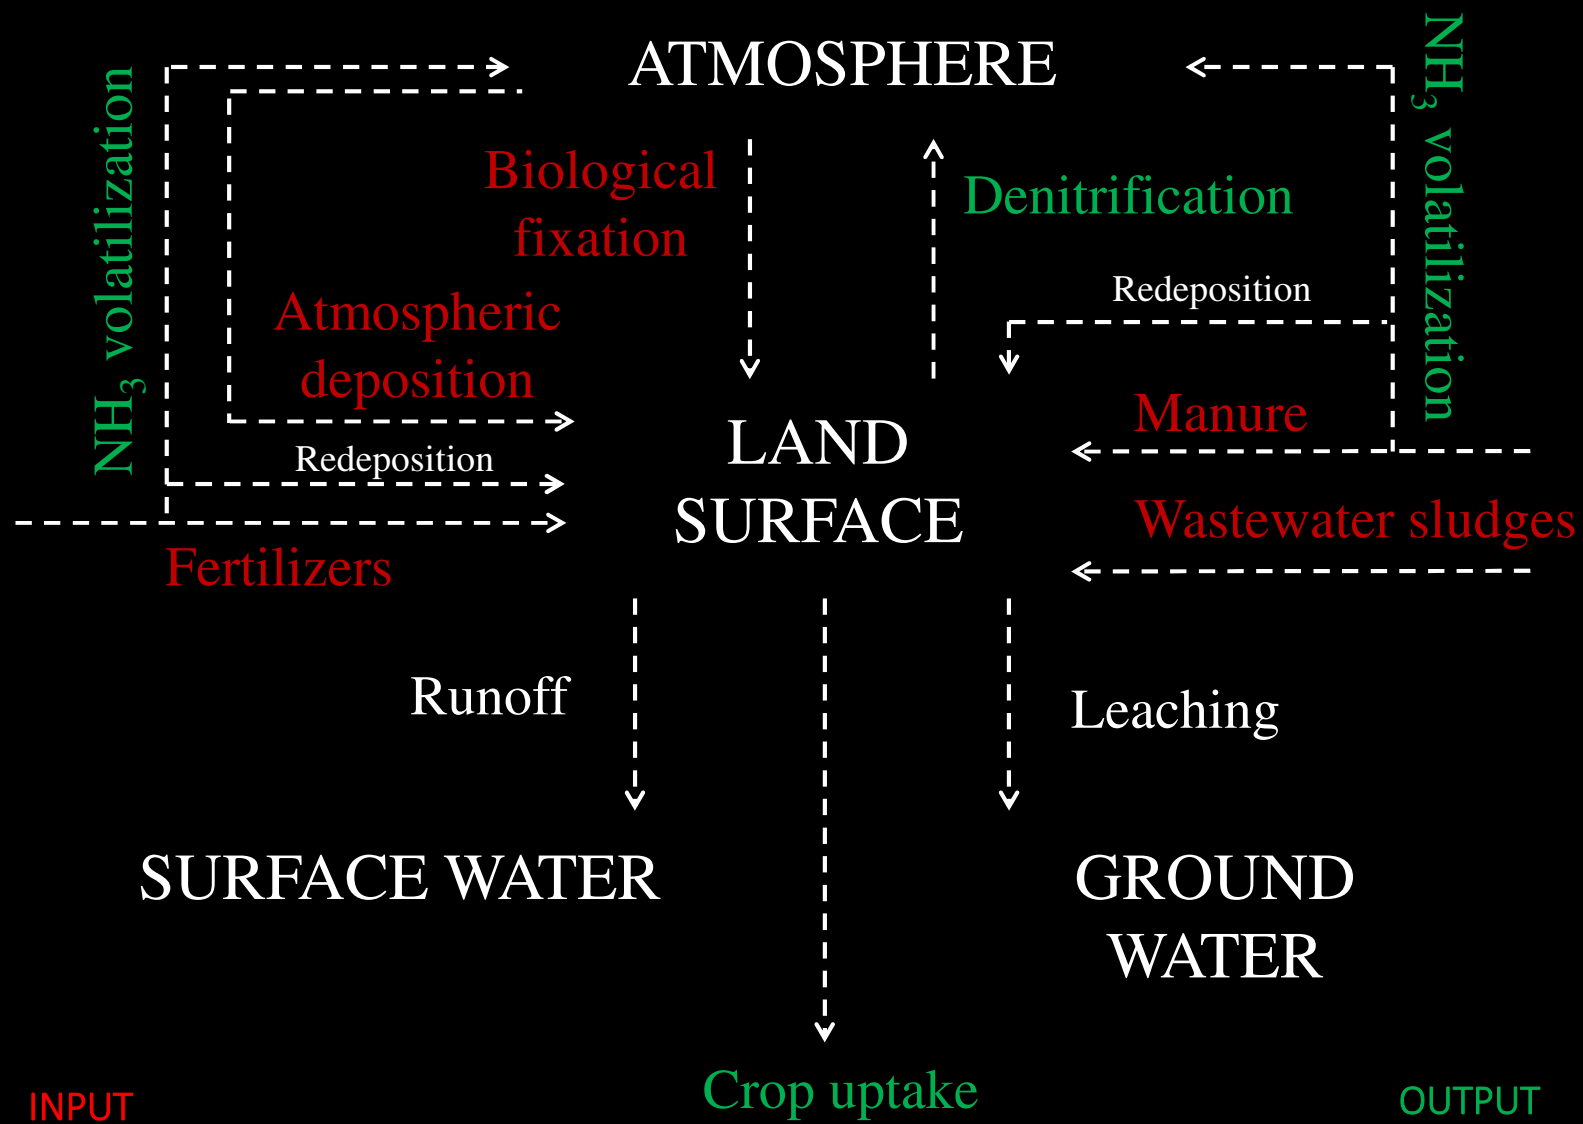 ATMOSPHERE
NH₃ volatilization
NH₃ volatilization
Biological
fixation
Denitrification
Atmospheric
deposition
Redeposition
Redeposition
Manure
LAND
SURFACE
Wastewater sludges
Fertilizers
Runoff
Leaching
SURFACE WATER
GROUND
WATER
Crop uptake
INPUT
OUTPUT